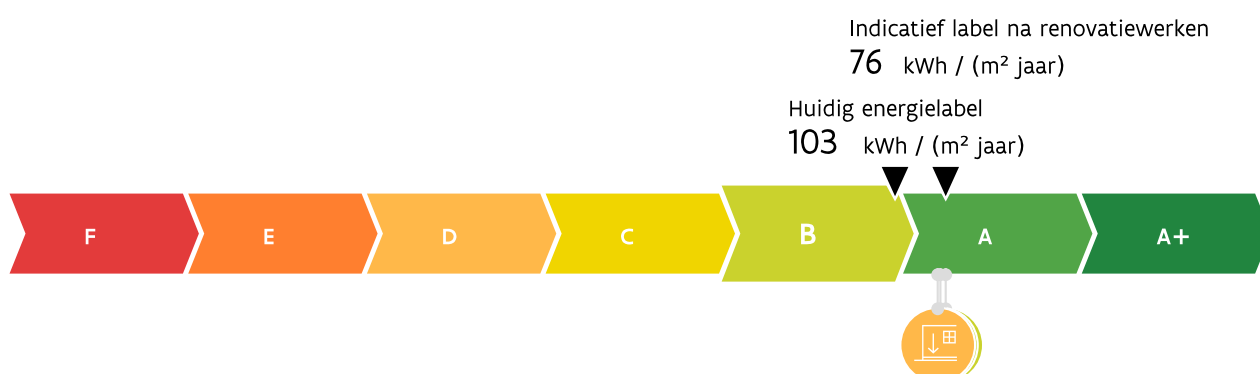 Indicatief label na renovatiewerken
76 kWh / (m² jaar)
Huidig energielabel
103 kWh / (m² jaar)
F E D C B A A+